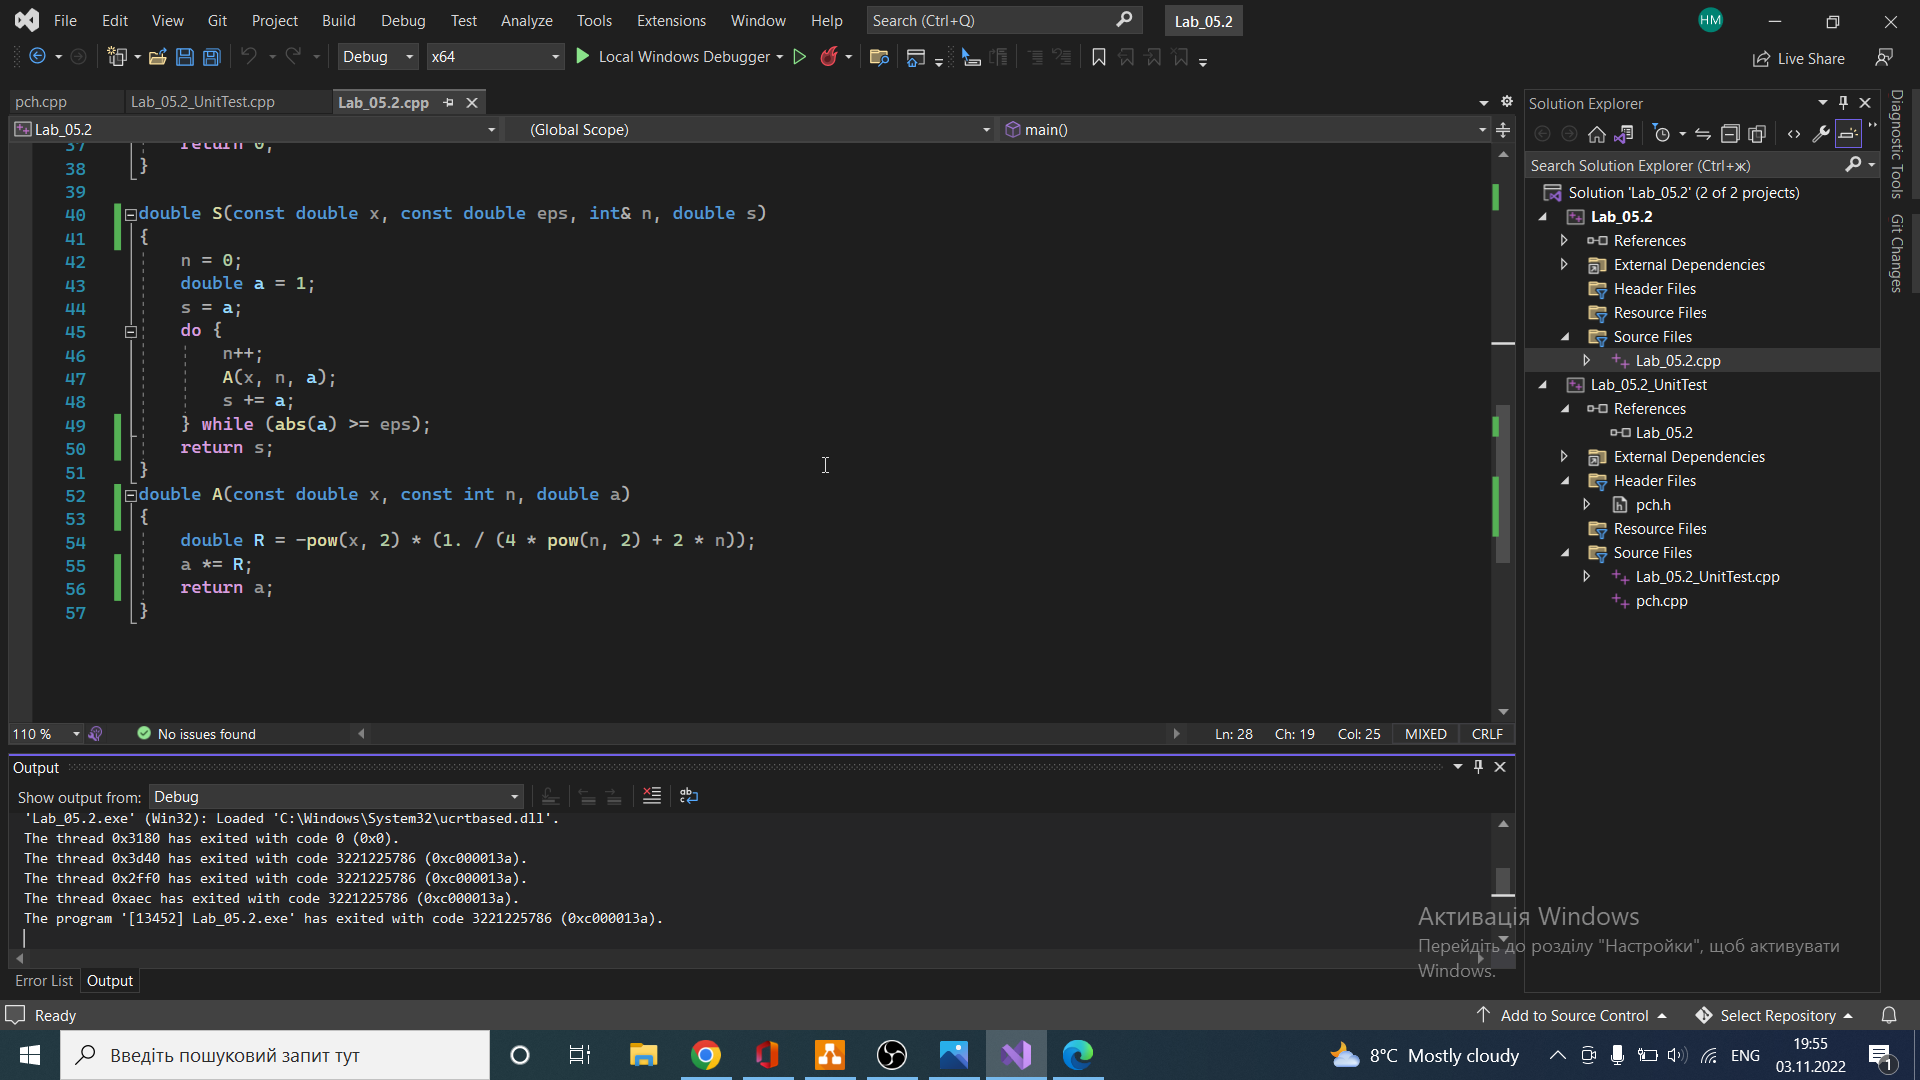 File Edit View Git Project Build Debug Test Analyze Tools Extensions Window Help Search (Ctrl+Q) Lab_05.2 HM
Debug x64 Local Windows Debugger Live Share
pch.cpp Lab_05.2_UnitTest.cpp Lab_05.2.cpp
Lab_05.2 (Global Scope) main()
37 return 0;
38 }
39
40 double S(const double x, const double eps, int& n, double s)
41 {
42 n = 0;
43 double a = 1;
44 s = a;
45 do {
46 n++;
47 A(x, n, a);
48 s += a;
49 } while (abs(a) >= eps);
50 return s;
51 }
52 double A(const double x, const int n, double a)
53 {
54 double R = -pow(x, 2) * (1. / (4 * pow(n, 2) + 2 * n));
55 a *= R;
56 return a;
57 }
110 % No issues found Ln: 28 Ch: 19 Col: 25 MIXED CRLF
Output
Show output from: Debug
'Lab_05.2.exe' (Win32): Loaded 'C:\Windows\System32\ucrtbased.dll'.
The thread 0x3180 has exited with code 0 (0x0).
The thread 0x3d40 has exited with code 3221225786 (0xc000013a).
The thread 0x2ff0 has exited with code 3221225786 (0xc000013a).
The thread 0xaec has exited with code 3221225786 (0xc000013a).
The program '[13452] Lab_05.2.exe' has exited with code 3221225786 (0xc000013a).
Error List Output
Solution Explorer
Search Solution Explorer (Ctrl+ж)
Solution 'Lab_05.2' (2 of 2 projects)
Lab_05.2
References
External Dependencies
Header Files
Resource Files
Source Files
Lab_05.2.cpp
Lab_05.2_UnitTest
References
Lab_05.2
External Dependencies
Header Files
pch.h
Resource Files
Source Files
Lab_05.2_UnitTest.cpp
pch.cpp
Diagnostic Tools
Git Changes
Активація Windows
Перейдіть до розділу "Настройки", щоб активувати
Windows.
Ready Add to Source Control Select Repository
Введіть пошуковий запит тут 8°C Mostly cloudy ENG 19:55
03.11.2022 1